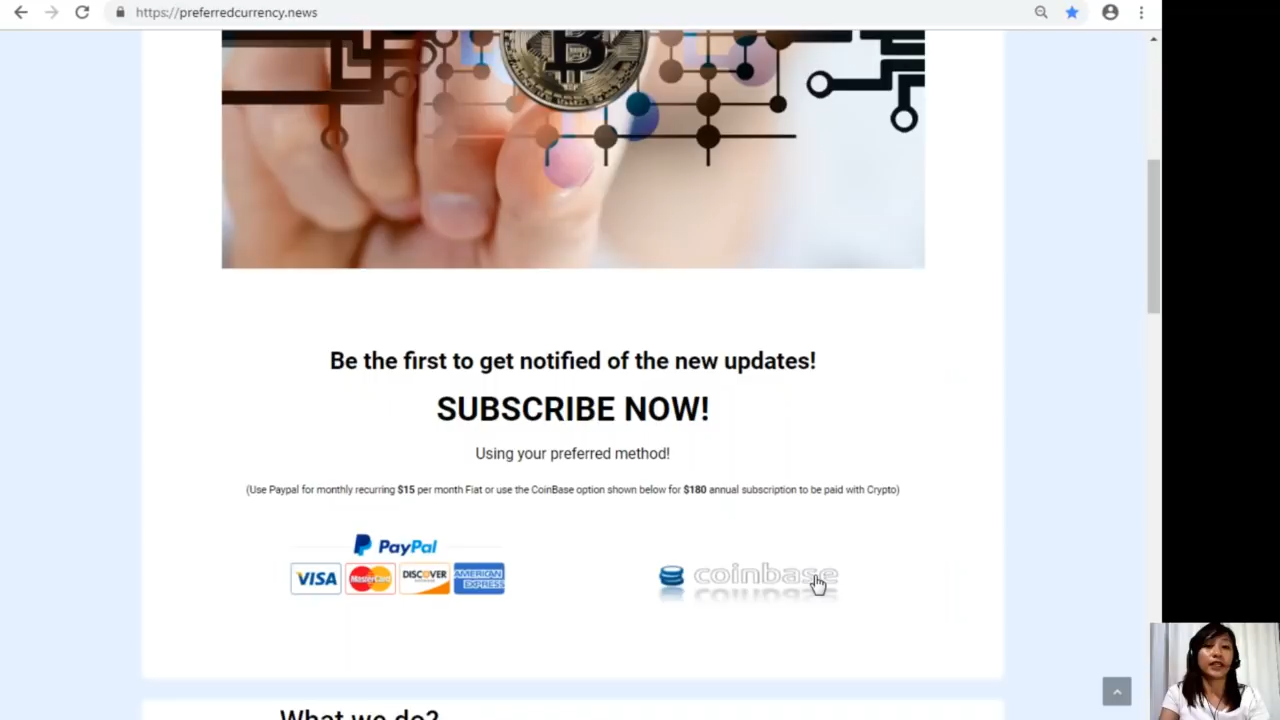 https://preferredcurrency.news
B
Be the first to get notified of the new updates!
SUBSCRIBE NOW!
Using your preferred method!
(Use Paypal for monthly recurring $15 per month Fiat or use the CoinBase option shown below for $180 annual subscription to be paid with Crypto)
PayPal
VISA MasterCard DISCOVER AMERICAN EXPRESS
coinbase
What we do?